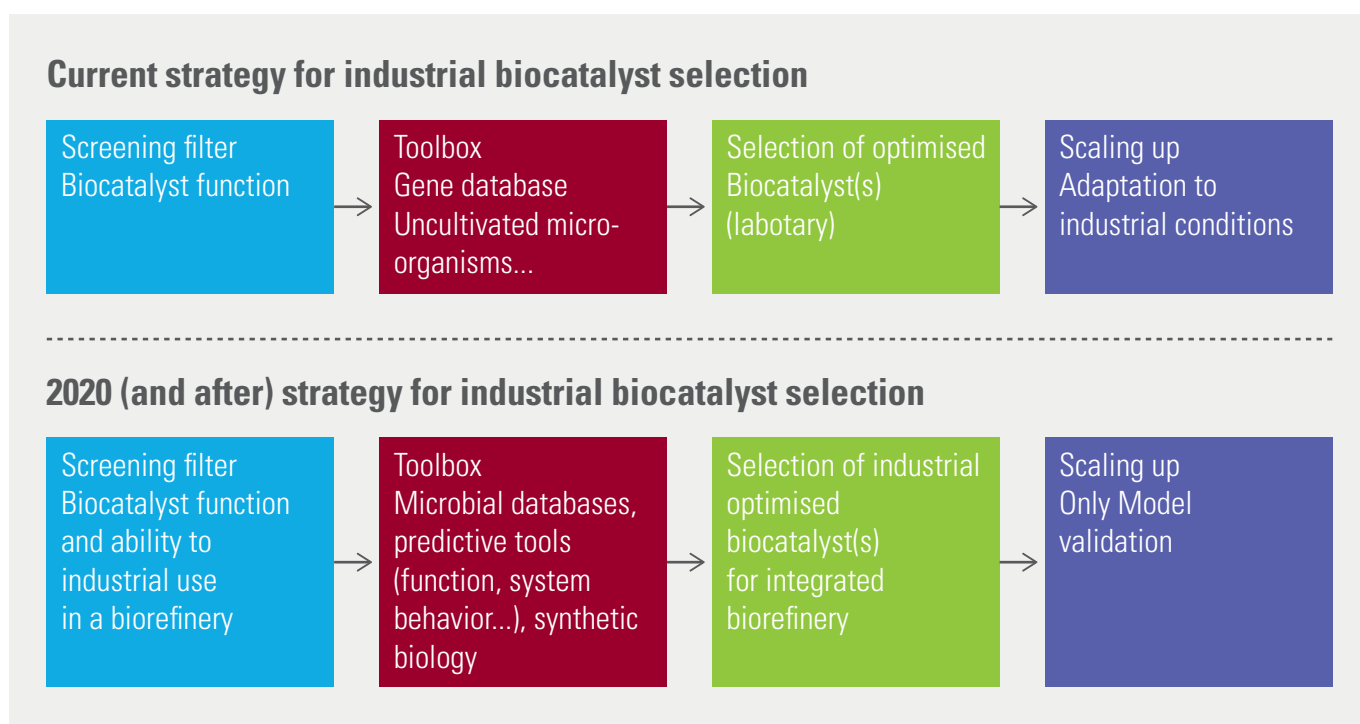 Current strategy for industrial biocatalyst selection
Screening filter
Biocatalyst function
Toolbox
Gene database
Uncultivated micro-
organisms...
Selection of optimised
Biocatalyst(s)
(labotary)
Scaling up
Adaptation to
industrial conditions
2020 (and after) strategy for industrial biocatalyst selection
Screening filter
Biocatalyst function
and ability to
industrial use
in a biorefinery
Toolbox
Microbial databases,
predictive tools
(function, system
behavior...), synthetic
biology
Selection of industrial
optimised
biocatalyst(s)
for integrated
biorefinery
Scaling up
Only Model
validation